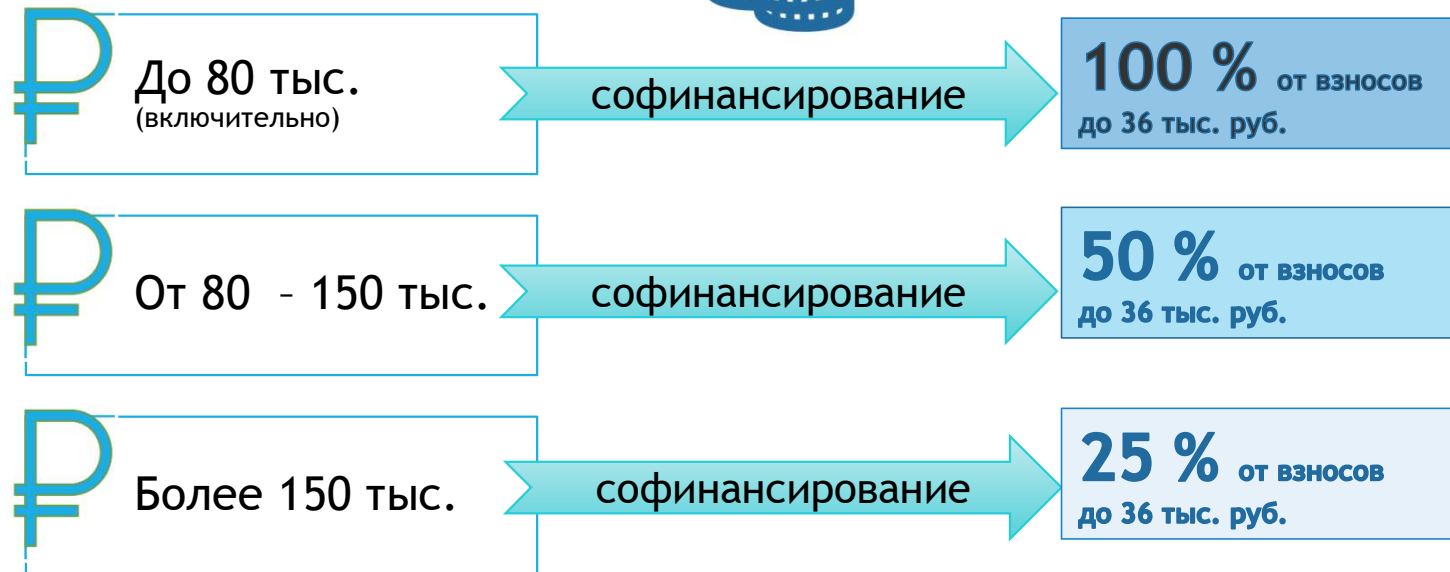 До 80 тыс.
(включительно)
софинансирование
100 % от взносов
до 36 тыс. руб.
От 80 – 150 тыс.
софинансирование
50 % от взносов
до 36 тыс. руб.
Более 150 тыс.
софинансирование
25 % от взносов
до 36 тыс. руб.